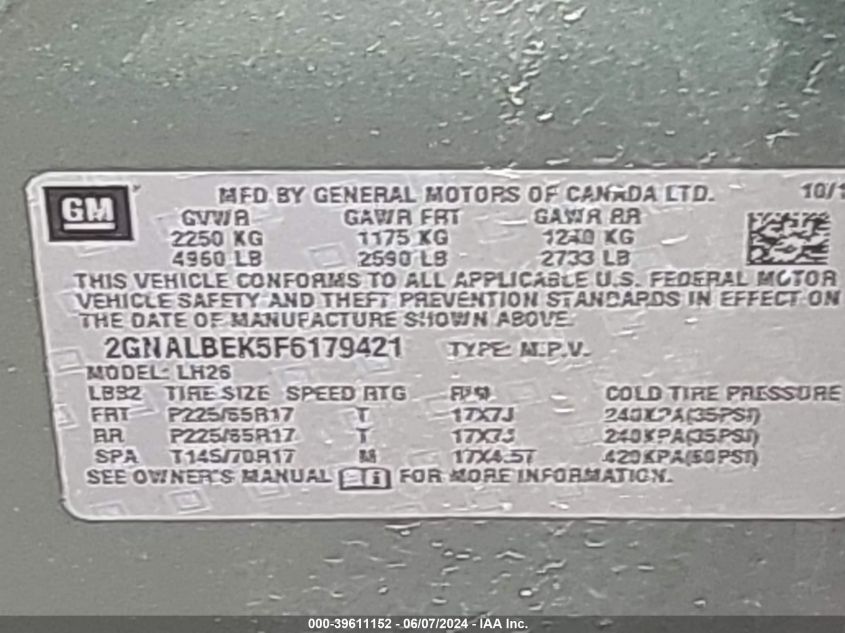 GM MFD BY GENERAL MOTORS OF CANADA LTD. 10/1
GVWR GAWR FRT GAWR RR
2250 KG 1175 KG 1240 KG
4960 LB 2590 LB 2733 LB
THIS VEHICLE CONFORMS TO ALL APPLICABLE U.S. FEDERAL MOTOR
VEHICLE SAFETY AND THEFT PREVENTION STANDARDS IN EFFECT ON
THE DATE OF MANUFACTURE SHOWN ABOVE.
2GNALBEK5F6179421 TYPE: M.P.V.
MODEL: LH26
TIRE SIZE SPEED RTG RIM COLD TIRE PRESSURE
FRT P225/65R17 T 17X7J 240KPA(35PSI)
RR P225/65R17 T 17X7J 240KPA(35PSI)
SPA T145/70R17 M 17X4.5T 420KPA(60PSI)
SEE OWNER'S MANUAL FOR MORE INFORMATION.
000-39611152 - 06/07/2024 - IAA Inc.